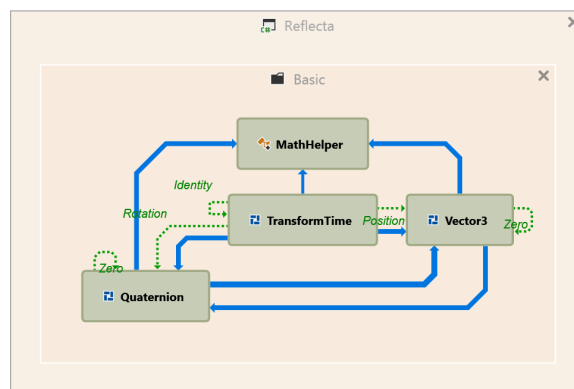 C# Reflecta
Basic
MathHelper
Identity
Rotation
TransformTime
Position
Vector3
Zero
Zero
Quaternion